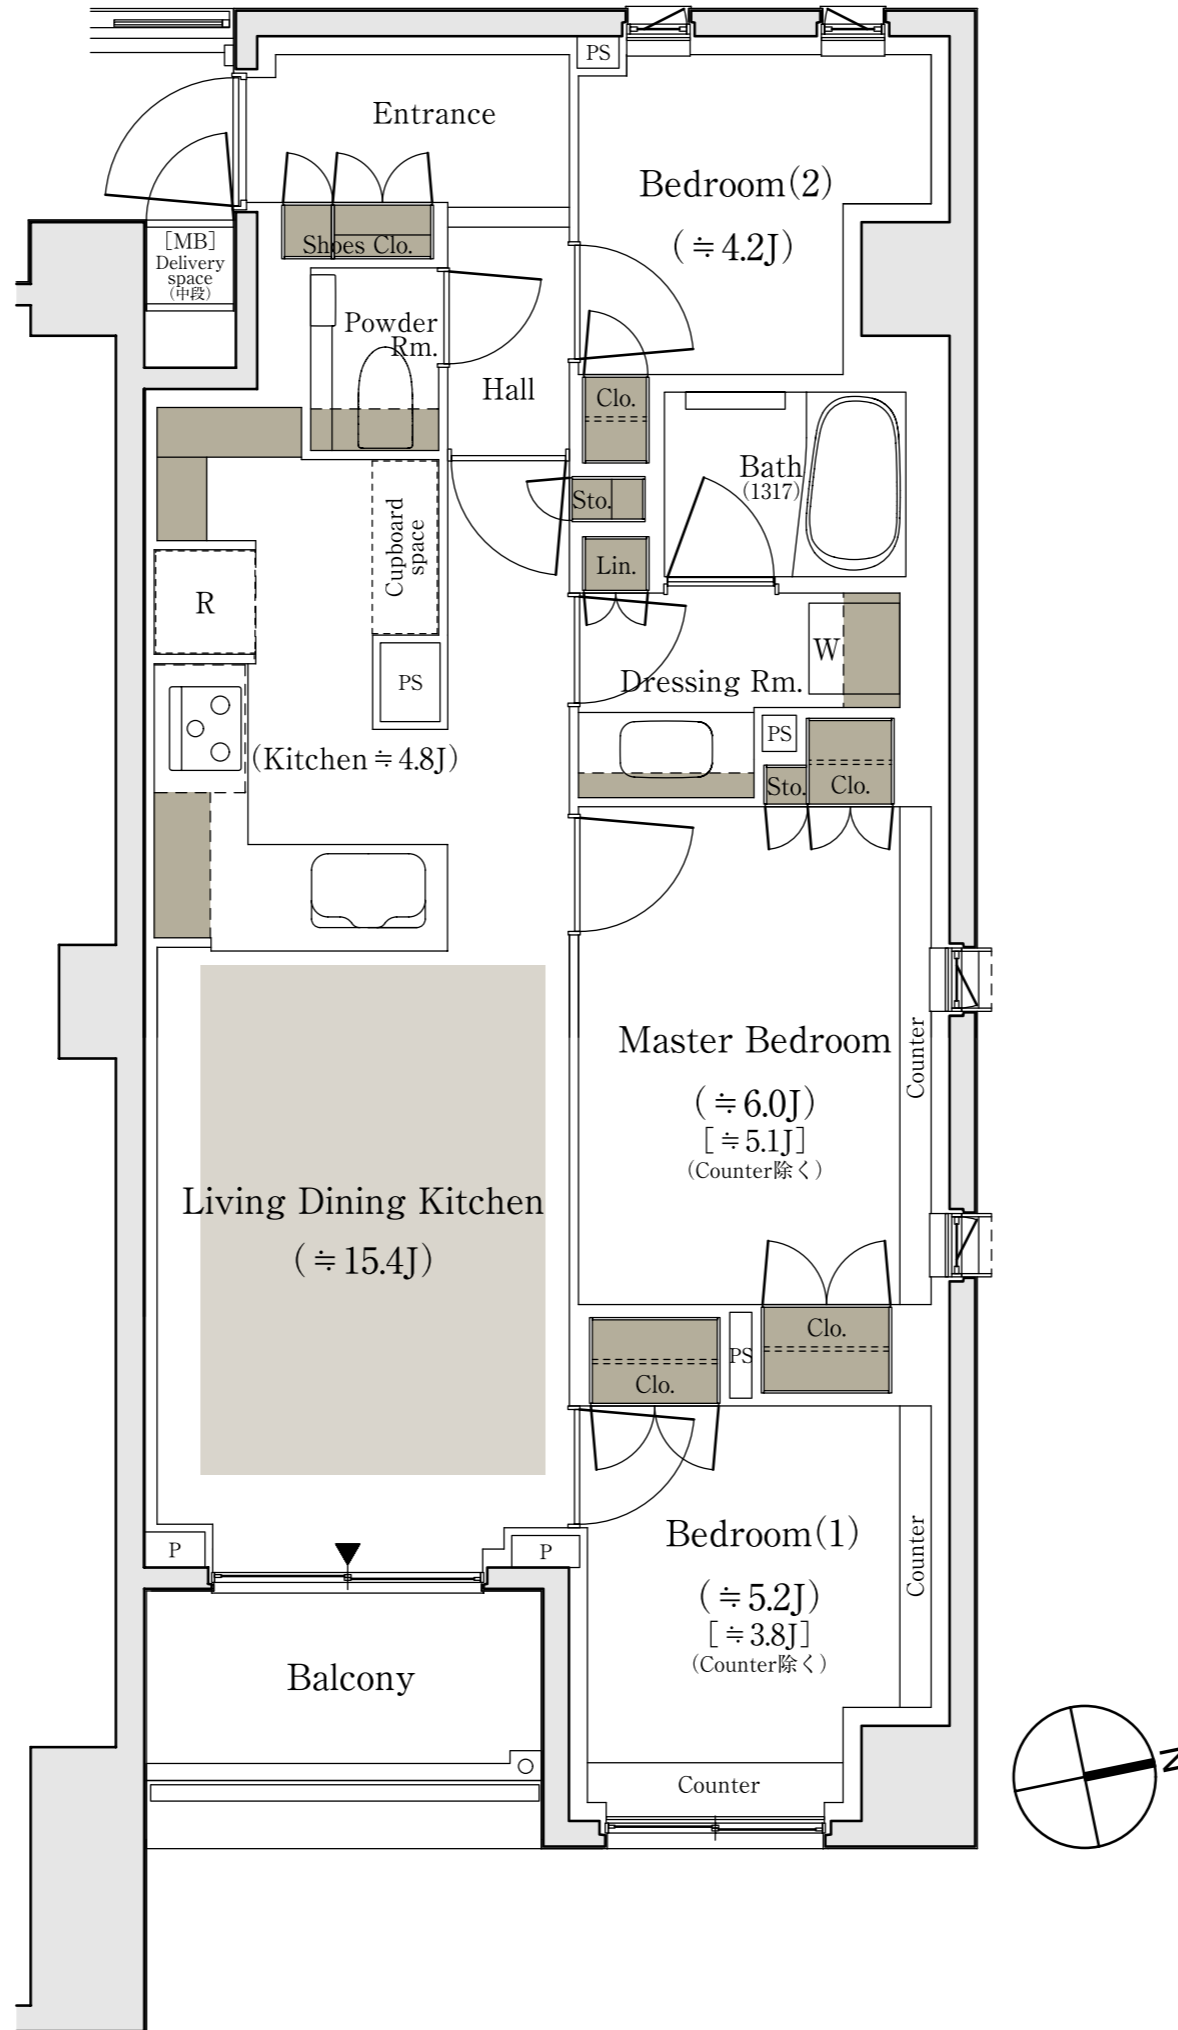 PS
Entrance
Bedroom(2)
(≒4.2J)
[MB]
Delivery
space
(中段)
Shoes Clo.
Powder
Rm.
Hall
Clo.
Bath
(1317)
Sto.
Cupboard
space
Lin.
R
W
PS
Dressing Rm.
PS
(Kitchen≒4.8J)
Sto.
Clo.
Master Bedroom
(≒6.0J)
[≒5.1J]
(Counter除く)
Counter
Living Dining Kitchen
(≒15.4J)
Clo.
PS
Clo.
Bedroom(1)
(≒5.2J)
[≒3.8J]
(Counter除く)
Counter
P
P
Balcony
Counter
N